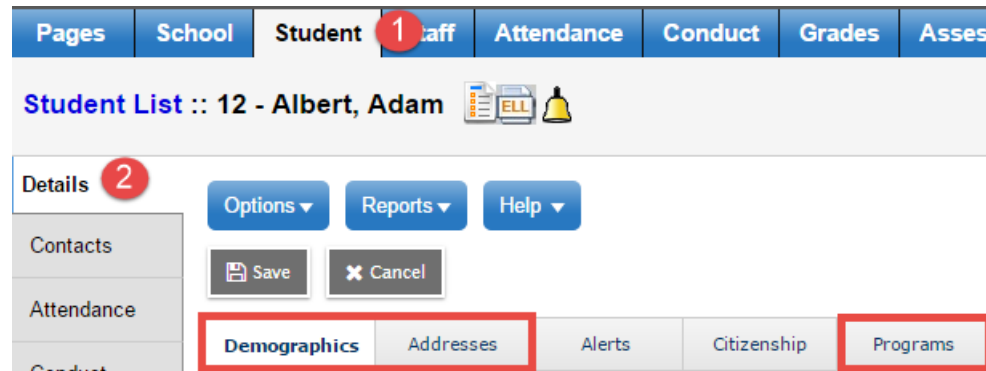 Pages School Student 1 taff Attendance Conduct Grades Asses
Student List :: 12 - Albert, Adam ELL
Details 2
Options Reports Help
Contacts
Save Cancel
Attendance
Demographics Addresses Alerts Citizenship Programs
Conduct